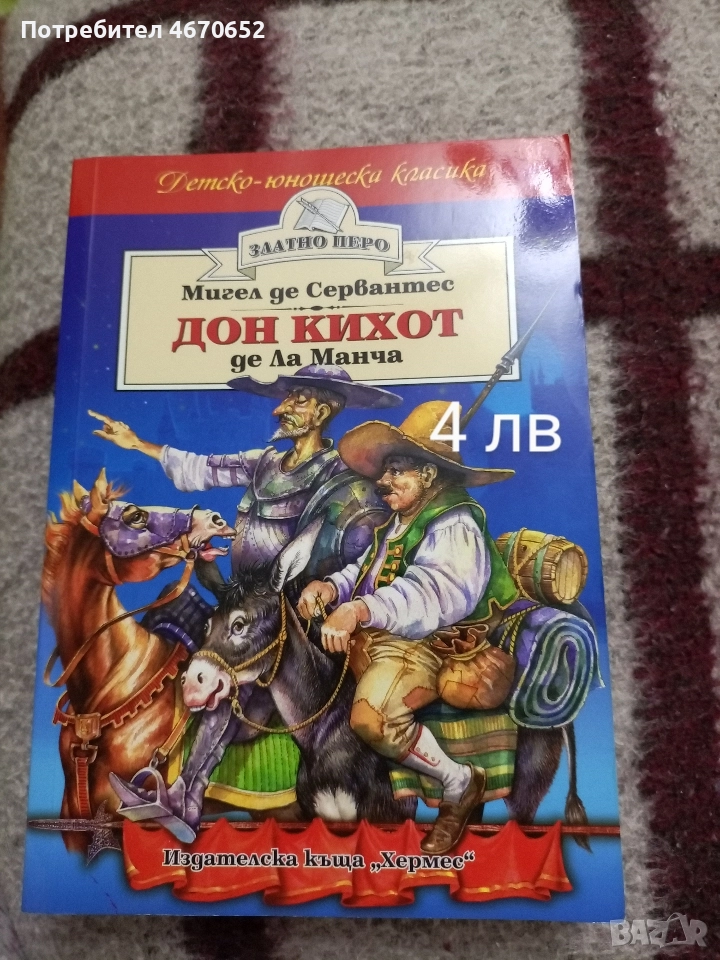 Потребител 4670652
Детско-юношеска класика
ЗЛАТНО ПЕРО
Мигел де Сервантес
ДОН КИХОТ
де Ла Манча
4 лв
Издателска къща „Хермес“
BAZAR